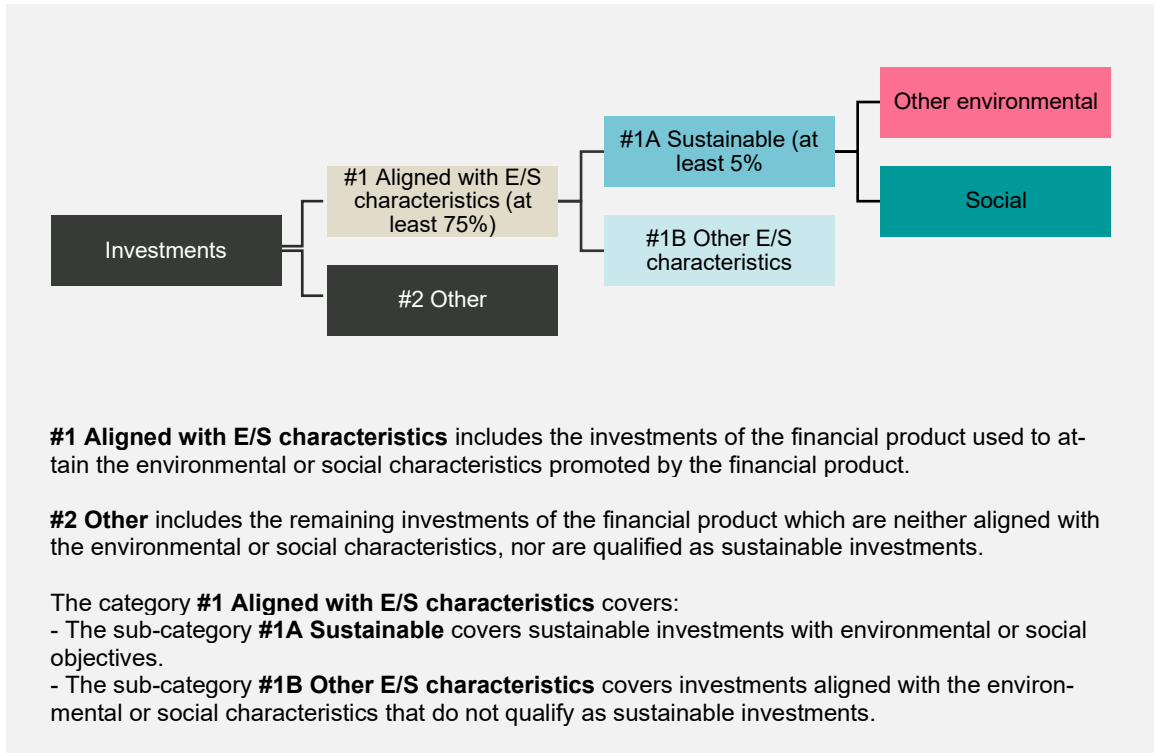 Investments
#1 Aligned with E/S
characteristics (at
least 75%)
#2 Other
#1A Sustainable (at
least 5%
#1B Other E/S
characteristics
Other environmental
Social
#1 Aligned with E/S characteristics includes the investments of the financial product used to at-
tain the environmental or social characteristics promoted by the financial product.
#2 Other includes the remaining investments of the financial product which are neither aligned with
the environmental or social characteristics, nor are qualified as sustainable investments.
The category #1 Aligned with E/S characteristics covers:
- The sub-category #1A Sustainable covers sustainable investments with environmental or social
objectives.
- The sub-category #1B Other E/S characteristics covers investments aligned with the environ-
mental or social characteristics that do not qualify as sustainable investments.